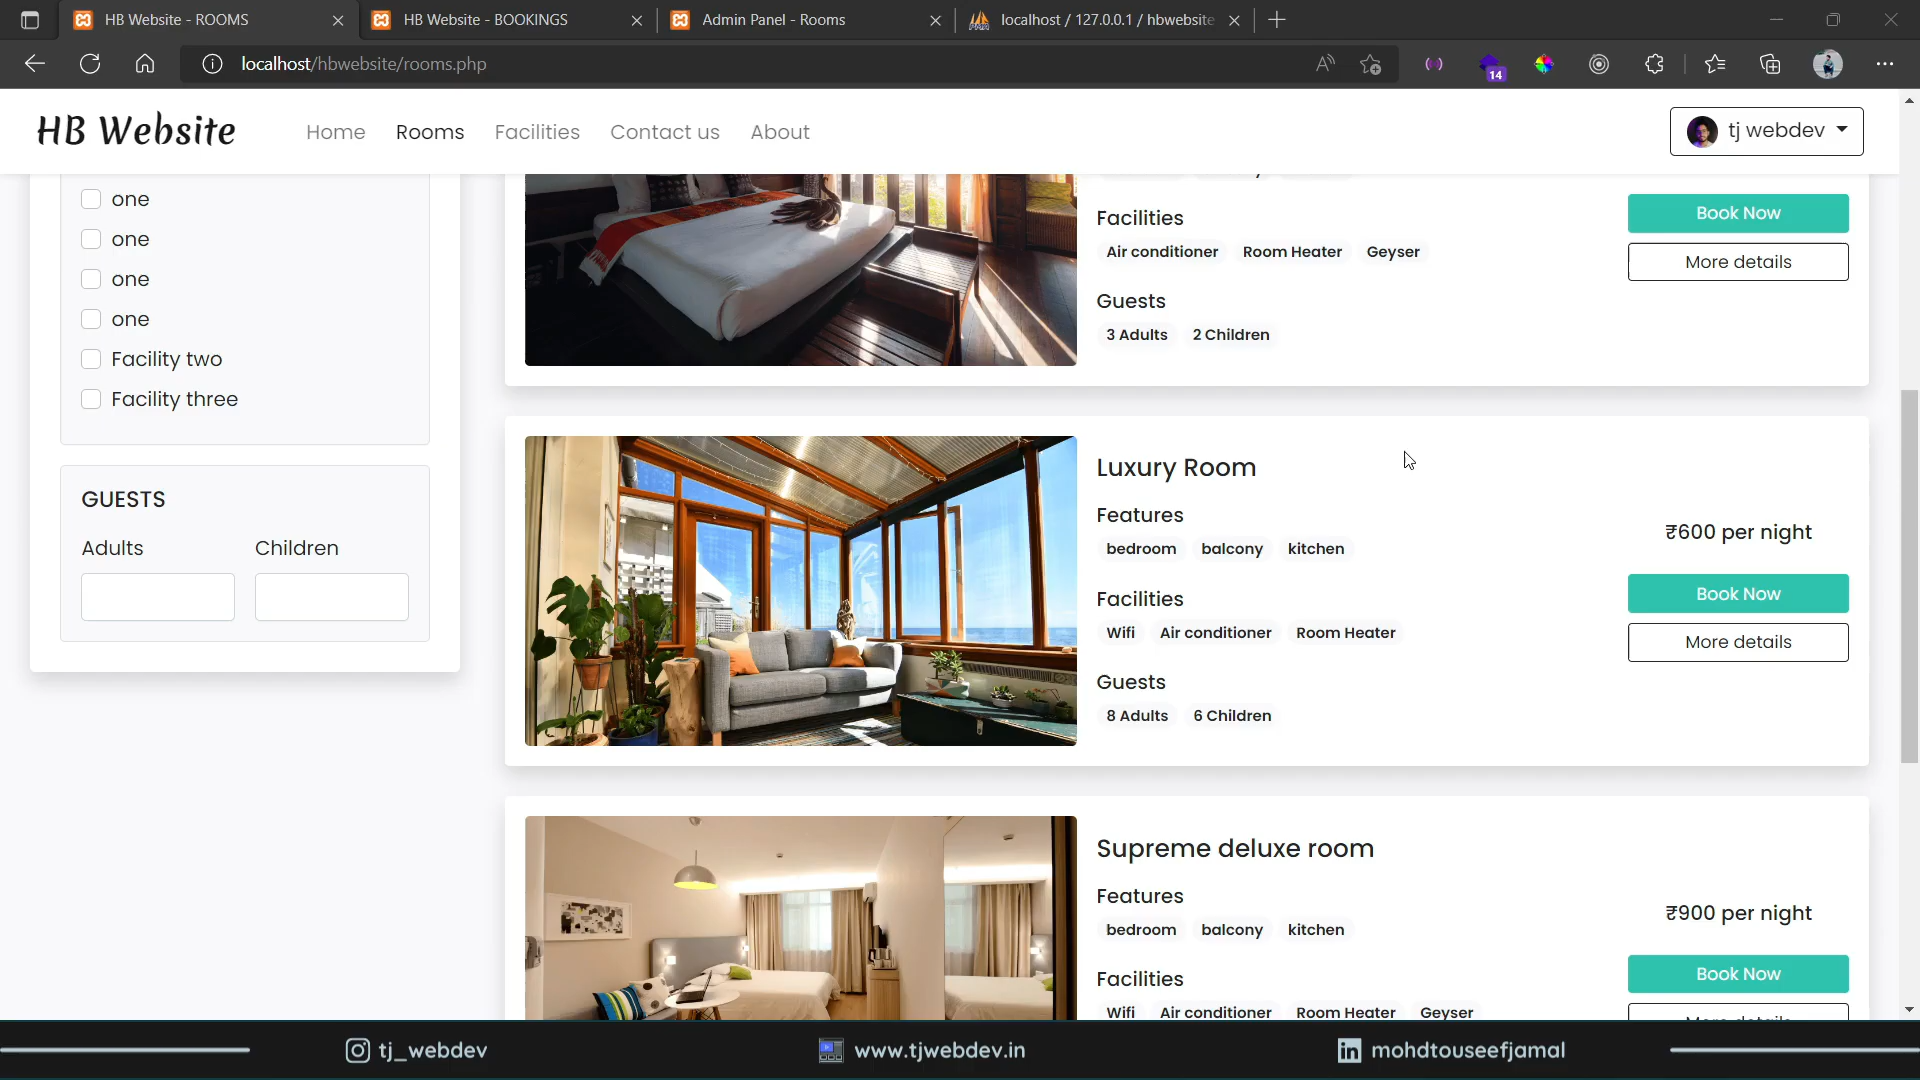 HB Website - ROOMS
HB Website - BOOKINGS
Admin Panel - Rooms
localhost / 127.0.0.1 / hbwebsite
localhost/hbwebsite/rooms.php
14
HB Website
Home
Rooms
Facilities
Contact us
About
tj webdev
one
one
one
one
Facility two
Facility three
GUESTS
Adults
Children
Facilities
Air conditioner
Room Heater
Geyser
Guests
3 Adults
2 Children
Book Now
More details
Luxury Room
Features
bedroom
balcony
kitchen
Facilities
Wifi
Air conditioner
Room Heater
Guests
8 Adults
6 Children
₹600 per night
Book Now
More details
Supreme deluxe room
Features
bedroom
balcony
kitchen
Facilities
Wifi
Air conditioner
Room Heater
Geyser
₹900 per night
Book Now
tj_webdev
www.tjwebdev.in
mohdtouseefjamal